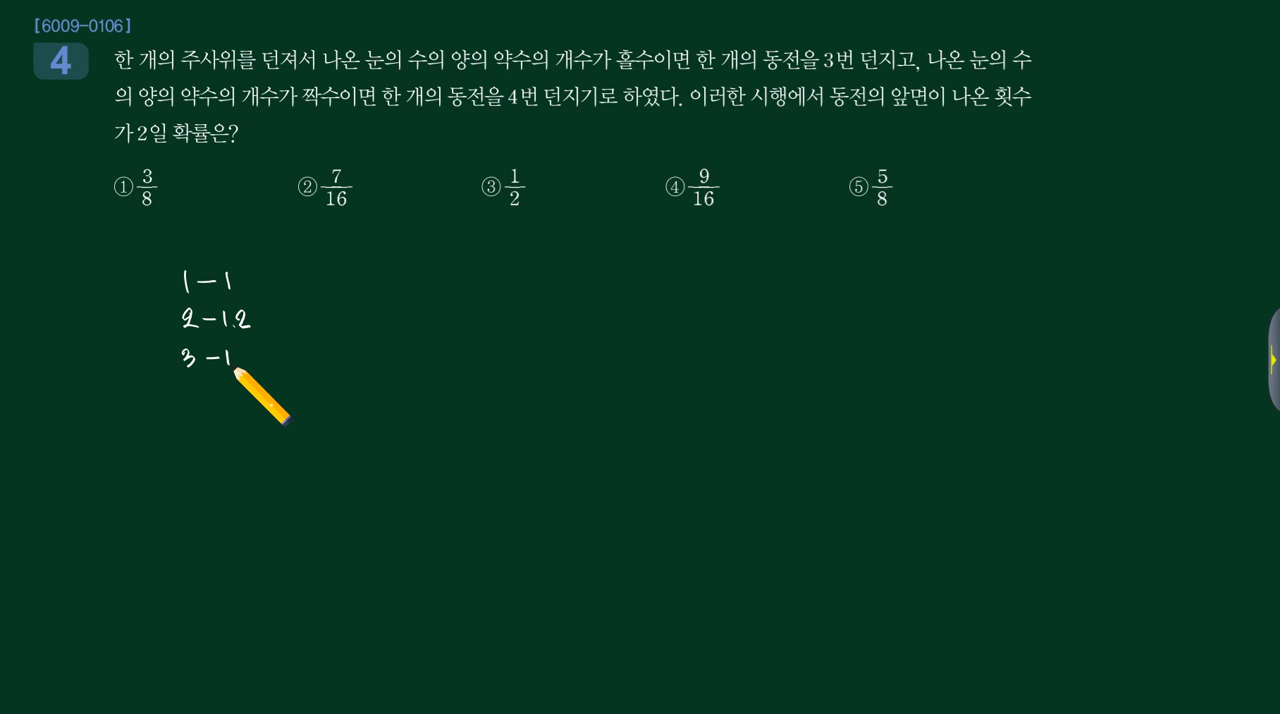 [6009-0106]
4
한 개의 주사위를 던져서 나온 눈의 수의 양의 약수의 개수가 홀수이면 한 개의 동전을 3번 던지고, 나온 눈의 수
의 양의 약수의 개수가 짝수이면 한 개의 동전을 4번 던지기로 하였다. 이러한 시행에서 동전의 앞면이 나온 횟수
가 2일 확률은?
① 3/8 ② 7/16 ③ 1/2 ④ 9/16 ⑤ 5/8
1 - 1
2 - 1.2
3 - 1